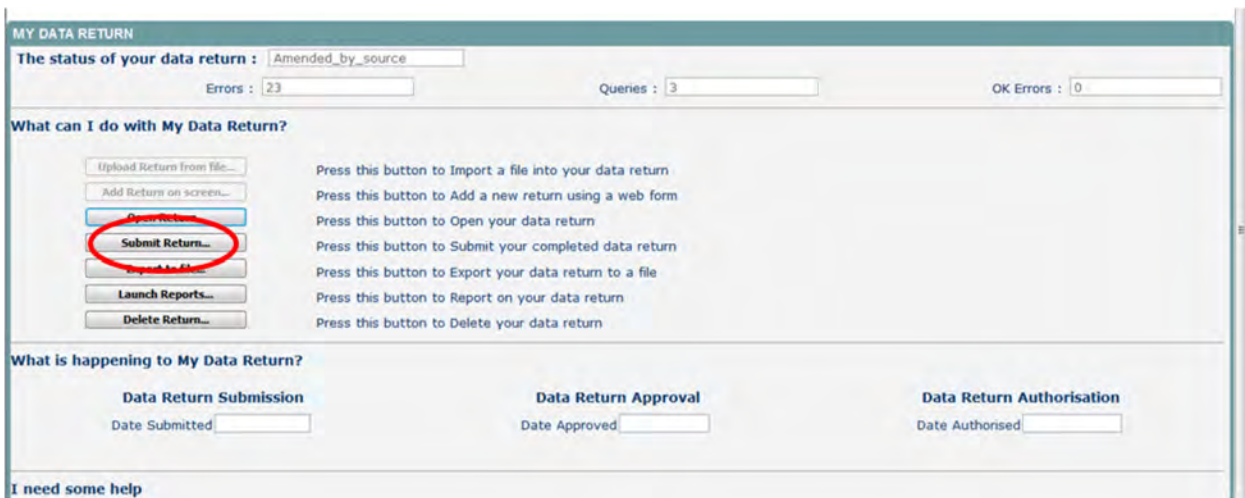 MY DATA RETURN
The status of your data return : Amended_by_source
Errors : 23 Queries : 3 OK Errors : 0
What can I do with My Data Return?
Upload Return from file... Press this button to Import a file into your data return
Add Return on screen... Press this button to Add a new return using a web form
Open Return... Press this button to Open your data return
Submit Return... Press this button to Submit your completed data return
Export to file... Press this button to Export your data return to a file
Launch Reports... Press this button to Report on your data return
Delete Return... Press this button to Delete your data return
What is happening to My Data Return?
Data Return Submission Data Return Approval Data Return Authorisation
Date Submitted Date Approved Date Authorised
I need some help